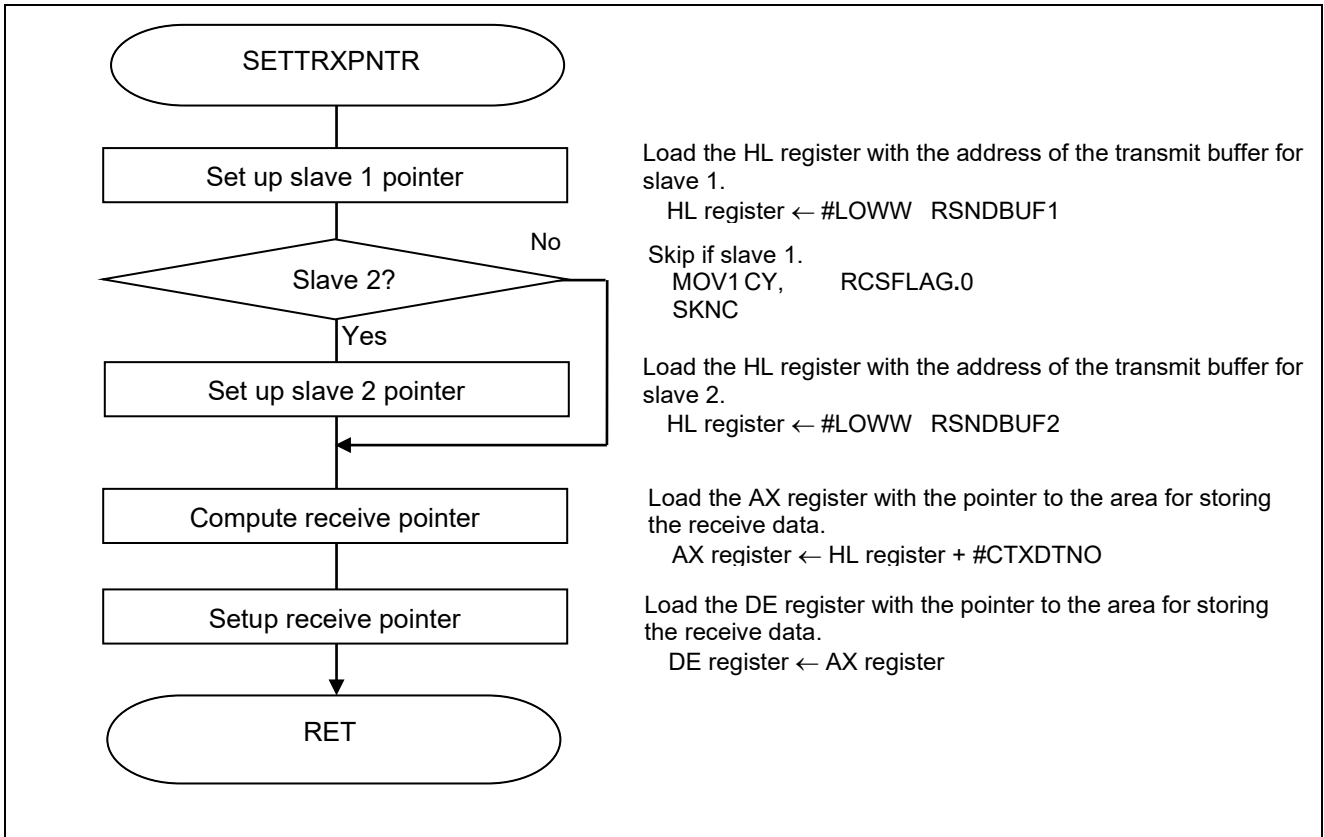 SETTRXPNTR
Set up slave 1 pointer
Load the HL register with the address of the transmit buffer for
slave 1.
HL register ← #LOWW RSNDBUF1
No
Slave 2?
Skip if slave 1.
MOV1 CY, RCSFLAG.0
SKNC
Yes
Set up slave 2 pointer
Load the HL register with the address of the transmit buffer for
slave 2.
HL register ← #LOWW RSNDBUF2
Compute receive pointer
Load the AX register with the pointer to the area for storing
the receive data.
AX register ← HL register + #CTXDTNO
Setup receive pointer
Load the DE register with the pointer to the area for storing
the receive data.
DE register ← AX register
RET